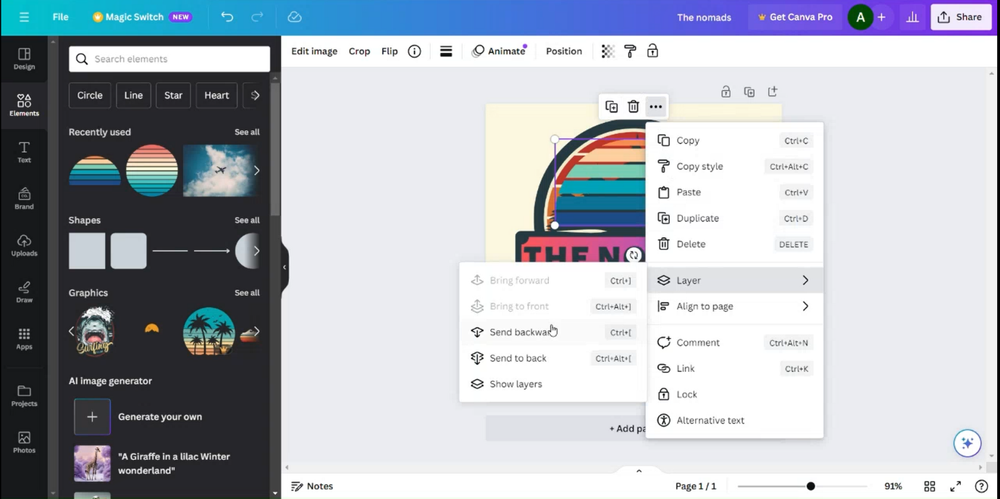 File
Magic Switch NEW
The nomads
Get Canva Pro
A
Share
Design
Elements
Text
Brand
Uploads
Draw
Apps
Projects
Photos
Search elements
Circle
Line
Star
Heart
Recently used
See all
Shapes
See all
Graphics
See all
Surfing
AI image generator
Generate your own
"A Giraffe in a lilac Winter
wonderland"
Edit image
Crop
Flip
Animate
Position
THE N
Copy Ctrl+C
Copy style Ctrl+Alt+C
Paste Ctrl+V
Duplicate Ctrl+D
Delete DELETE
Layer
Align to page
Comment Ctrl+Alt+N
Link Ctrl+K
Lock
Alternative text
Bring forward Ctrl+]
Bring to front Ctrl+Alt+]
Send backward Ctrl+[
Send to back Ctrl+Alt+[
Show layers
+ Add pa
Notes
Page 1 / 1
91%